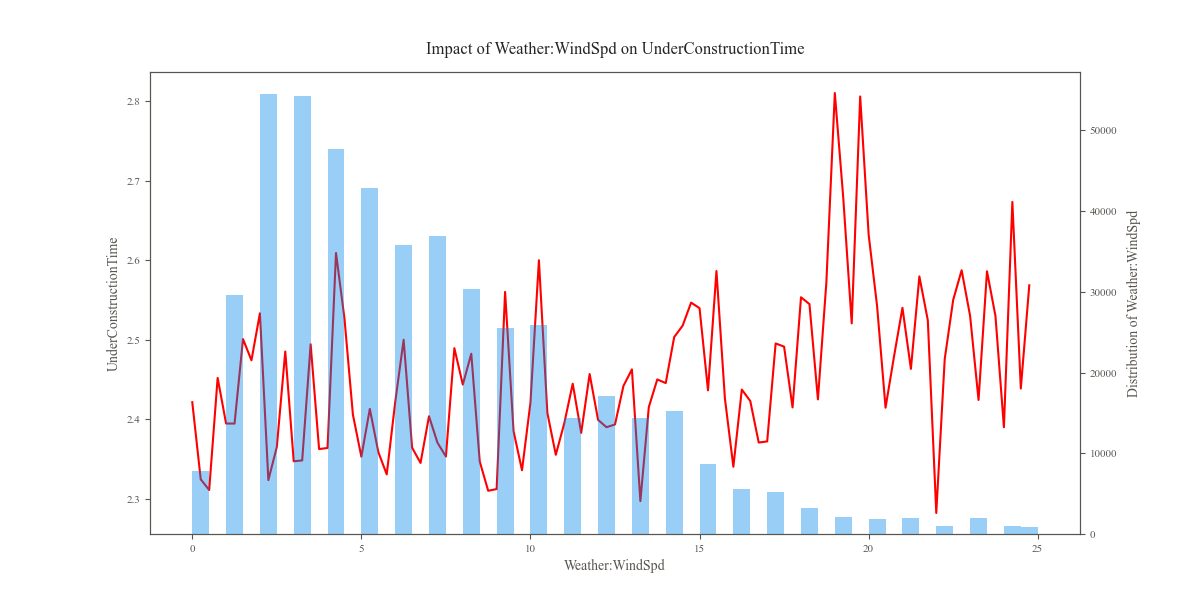 Impact of Weather:WindSpd on UnderConstructionTime
UnderConstructionTime
2.8
2.7
2.6
2.5
2.4
2.3
50000
40000
30000
20000
10000
0
Distribution of Weather:WindSpd
0 5 10 15 20 25
Weather:WindSpd